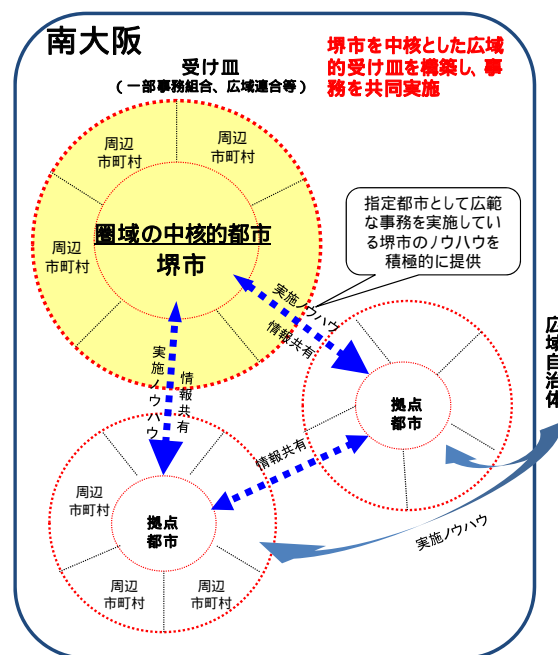 南大阪
受け皿
（一部事務組合、広域連合等）
堺市を中核とした広域
的受け皿を構築し、事
務を共同実施
周辺
市町村
周辺
市町村
周辺
市町村
圏域の中核的都市
堺市
指定都市として広範
な事務を実施してい
る堺市のノウハウを
積極的に提供
実施ノウハウ
情報共有
実施ノウハウ
情報共有
広域自治体
拠点
都市
情報共有
周辺
市町村
拠点
都市
周辺
市町村
周辺
市町村
実施ノウハウ